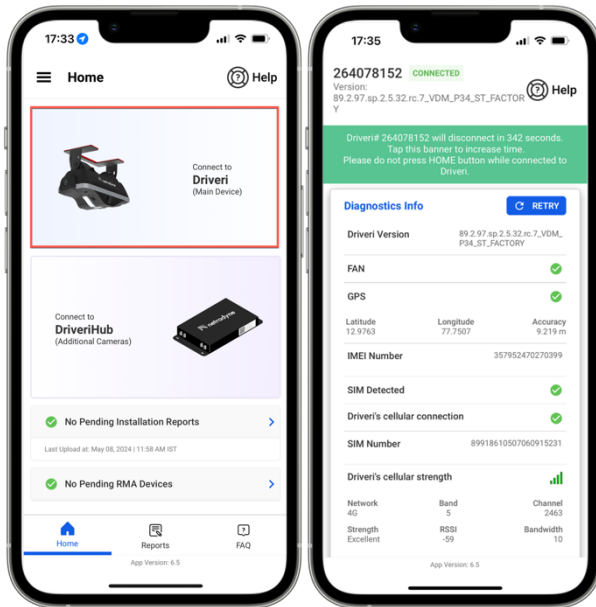 17:33
Home
Help
Connect to
Driveri
(Main Device)
Connect to
DriveriHub
(Additional Cameras)
netradyne
No Pending Installation Reports
Last Upload at: May 08, 2024 | 11:58 AM IST
No Pending RMA Devices
Home
Reports
FAQ
App Version: 6.5
17:35
264078152 CONNECTED
Version:
89.2.97.sp.2.5.32.rc.7_VDM_P34_ST_FACTOR
Y
Help
Driveri# 264078152 will disconnect in 342 seconds.
Tap this banner to increase time.
Please do not press HOME button while connected to
Driveri.
Diagnostics Info
RETRY
Driveri Version
89.2.97.sp.2.5.32.rc.7_VDM_
P34_ST_FACTORY
FAN
GPS
Latitude Longitude Accuracy
12.9763 77.7507 9.219 m
IMEI Number 357952470270399
SIM Detected
Driveri's cellular connection
SIM Number 89918610507060915231
Driveri's cellular strength
Network Band Channel
4G 5 2463
Strength RSSI Bandwidth
Excellent -59 10
App Version: 6.5